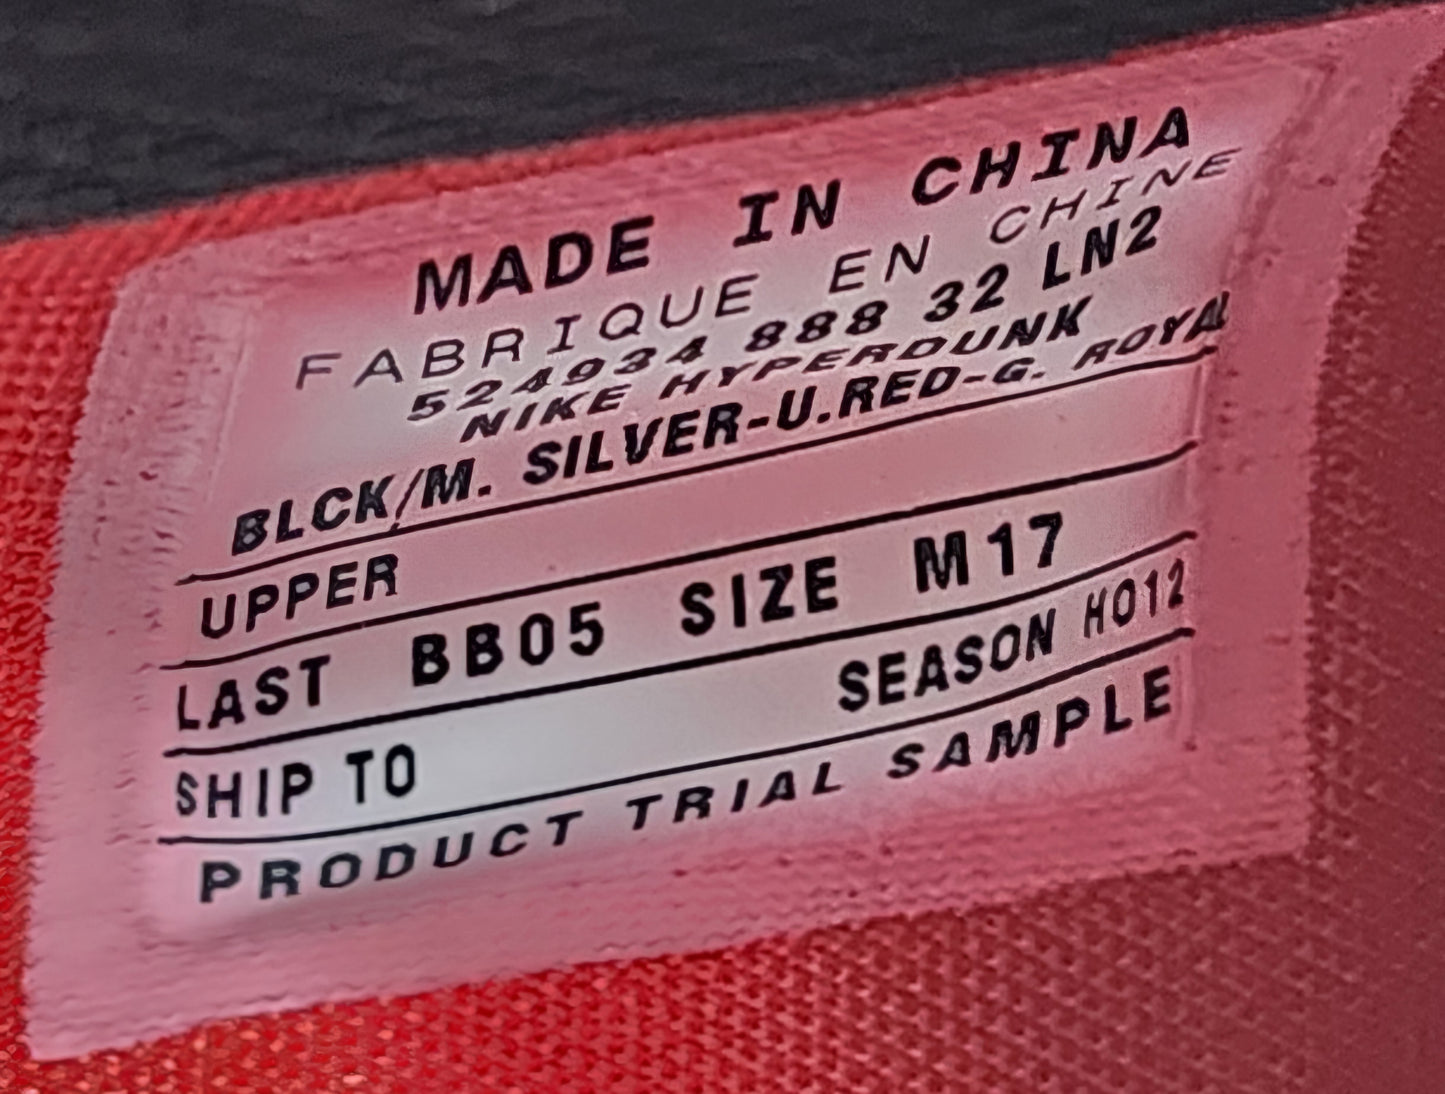 MADE IN CHINA
FABRIQUE EN CHINE
524934 888 32 LN2
NIKE HYPERDUNK
BLCK/M. SILVER-U.RED-G. ROYAL
UPPER
LAST BB05 SIZE M17
SHIP TO SEASON HO12
PRODUCT TRIAL SAMPLE